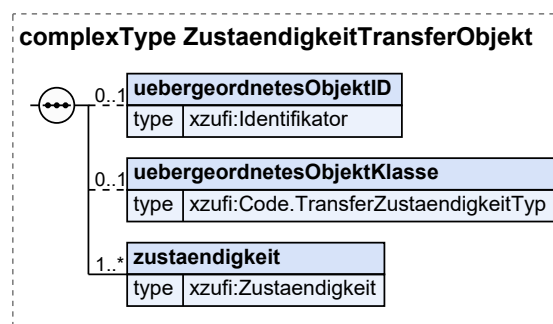 complexType ZustaendigkeitTransferObjekt
0..1 uebergeordnetesObjektID
type xzufi:Identifikator
0..1 uebergeordnetesObjektKlasse
type xzufi:Code.TransferZustaendigkeitTyp
1..* zustaendigkeit
type xzufi:Zustaendigkeit